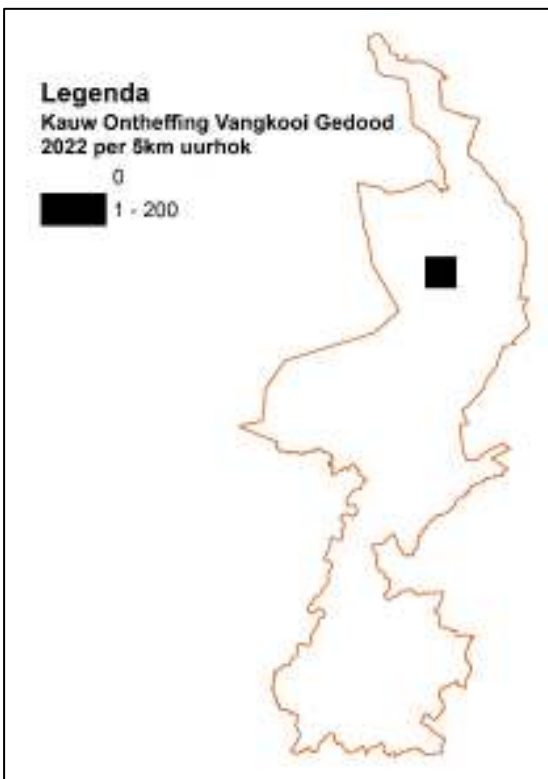 Legenda
Kauw Ontheffing Vangkooi Gedood
2022 per 5km uurhok
0
1 - 200